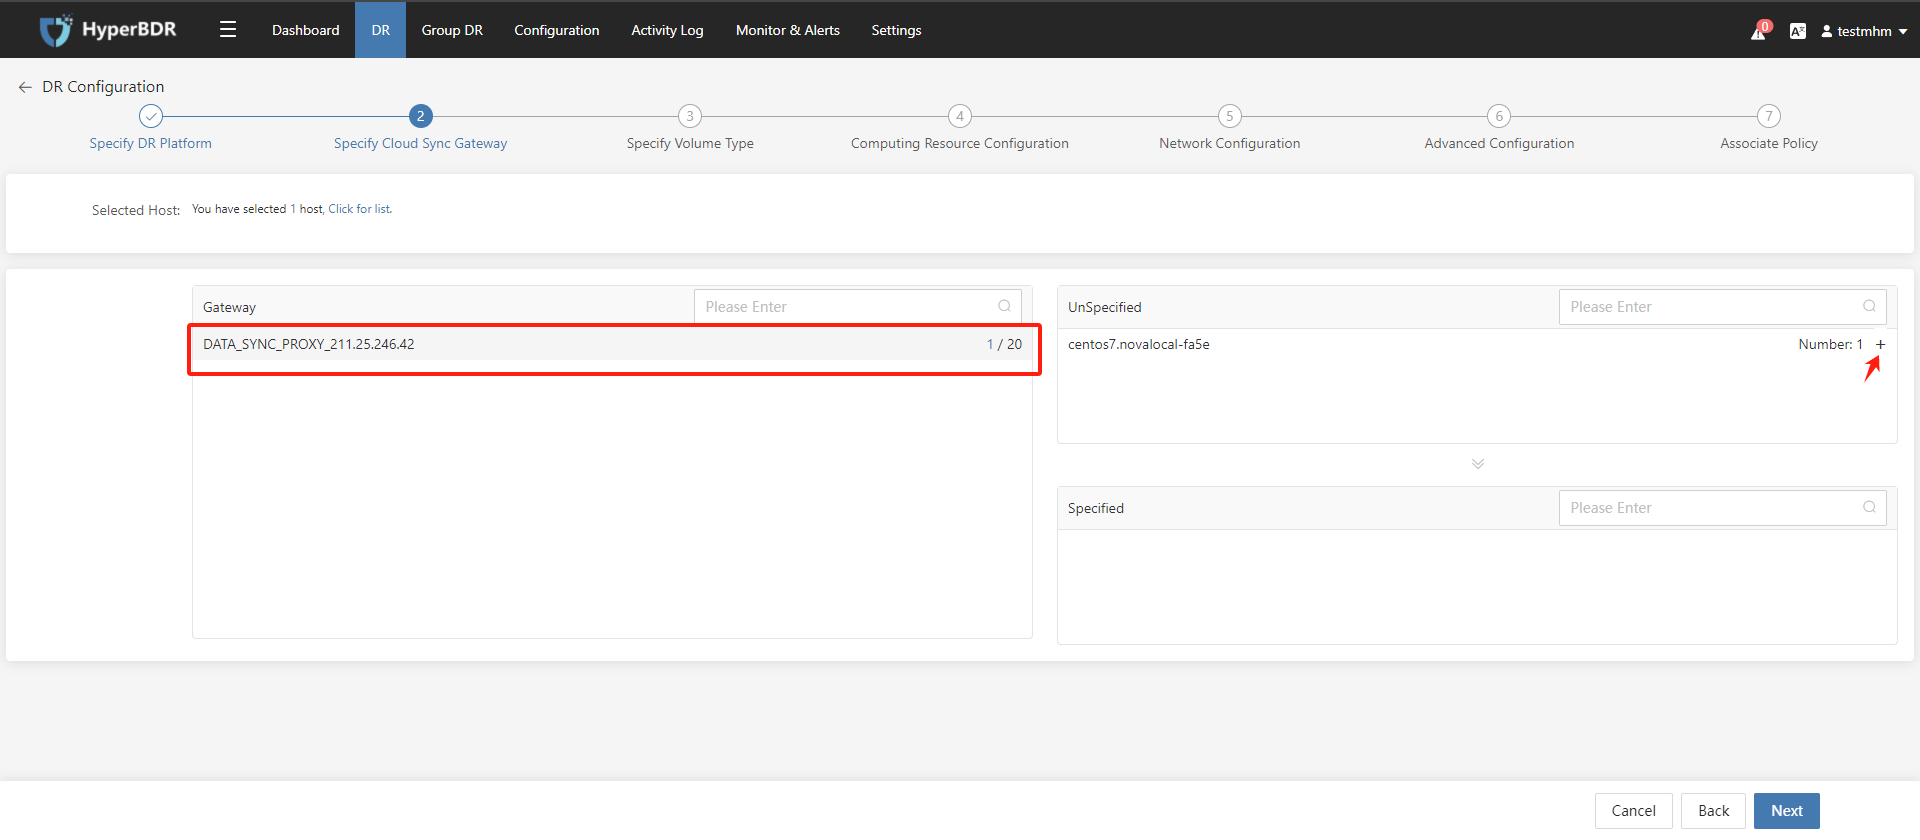 HyperBDR
Dashboard
DR
Group DR
Configuration
Activity Log
Monitor & Alerts
Settings
0
testmhm
DR Configuration
2
3
4
5
6
7
Specify DR Platform
Specify Cloud Sync Gateway
Specify Volume Type
Computing Resource Configuration
Network Configuration
Advanced Configuration
Associate Policy
Selected Host: You have selected 1 host, Click for list.
Gateway
Please Enter
DATA_SYNC_PROXY_211.25.246.42 1 / 20
UnSpecified
Please Enter
centos7.novalocal-fa5e Number: 1 +
Specified
Please Enter
Cancel
Back
Next